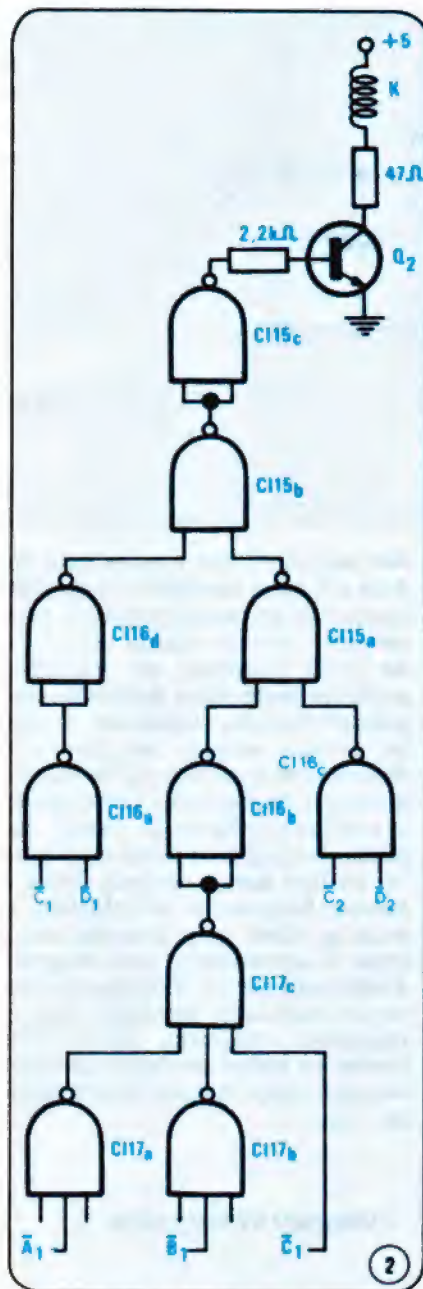 +5
K
47Ω
2,2kΩ
Q2
CI15c
CI15b
CI16d
CI15a
CI16c
CI16a
CI16b
C̅1 D̅1
C̅2 D̅2
CI17c
CI17a
CI17b
A̅1 B̅1 C̅1
2